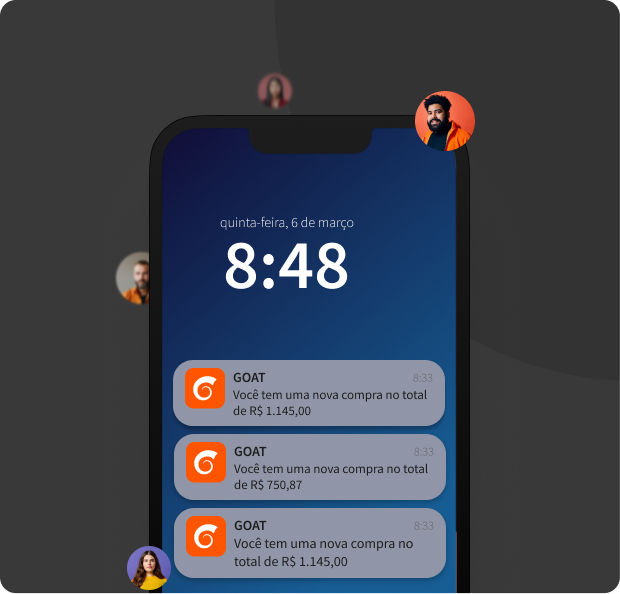 quinta-feira, 6 de março
8:48
GOAT 8:33
Você tem uma nova compra no total
de R$ 1.145,00
GOAT 8:33
Você tem uma nova compra no total
de R$ 750,87
GOAT 8:33
Você tem uma nova compra no
total de R$ 1.145,00